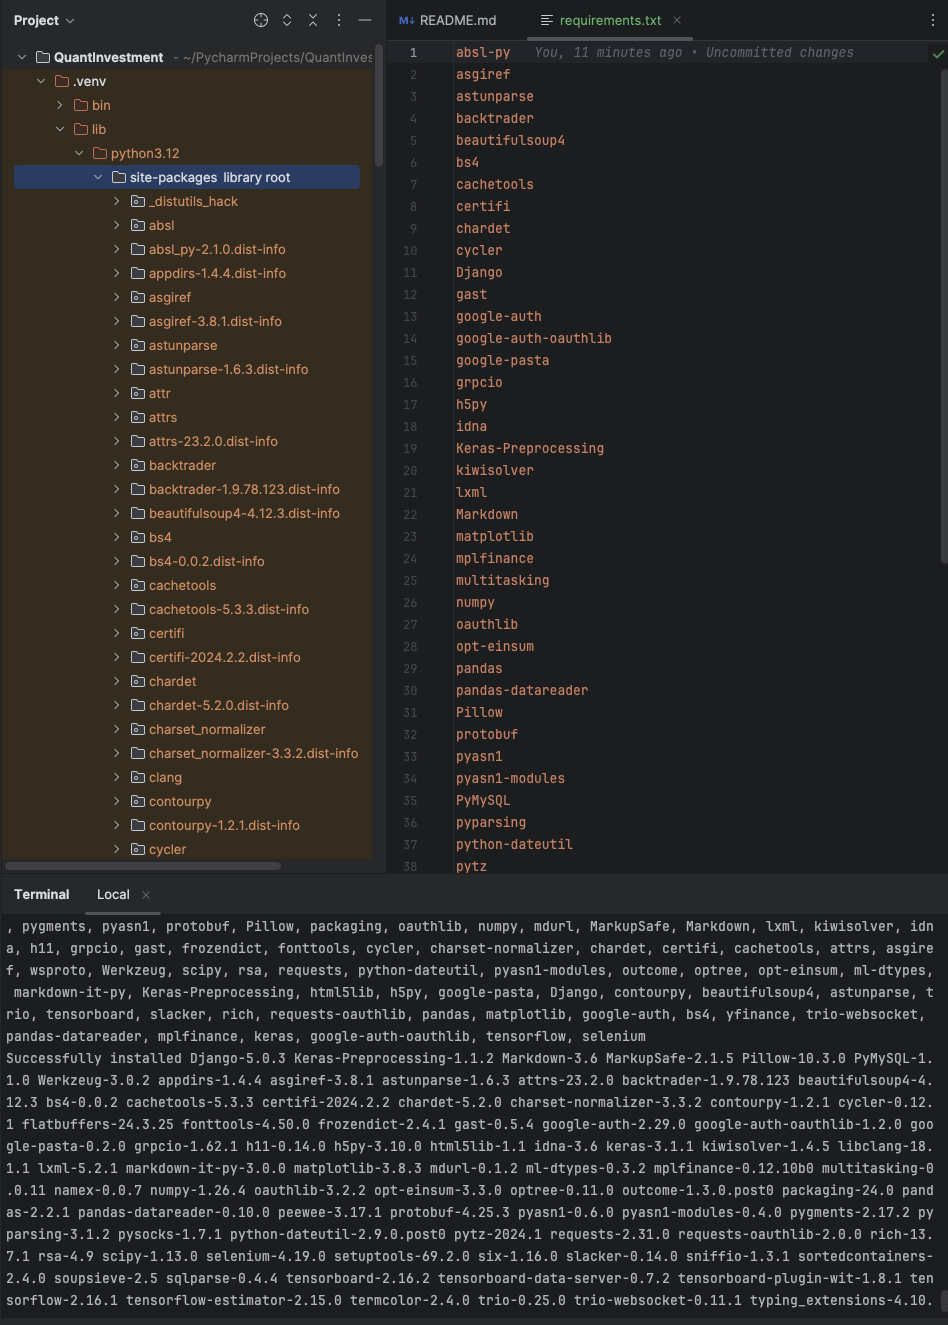 Project
README.md
requirements.txt
QuantInvestment - ~/PycharmProjects/QuantInves
.venv
bin
lib
python3.12
site-packages library root
_distutils_hack
absl
absl_py-2.1.0.dist-info
appdirs-1.4.4.dist-info
asgiref
asgiref-3.8.1.dist-info
astunparse
astunparse-1.6.3.dist-info
attr
attrs
attrs-23.2.0.dist-info
backtrader
backtrader-1.9.78.123.dist-info
beautifulsoup4-4.12.3.dist-info
bs4
bs4-0.0.2.dist-info
cachetools
cachetools-5.3.3.dist-info
certifi
certifi-2024.2.2.dist-info
chardet
chardet-5.2.0.dist-info
charset_normalizer
charset_normalizer-3.3.2.dist-info
clang
contourpy
contourpy-1.2.1.dist-info
cycler
1 absl-py You, 11 minutes ago • Uncommitted changes
2 asgiref
3 astunparse
4 backtrader
5 beautifulsoup4
6 bs4
7 cachetools
8 certifi
9 chardet
10 cycler
11 Django
12 gast
13 google-auth
14 google-auth-oauthlib
15 google-pasta
16 grpcio
17 h5py
18 idna
19 Keras-Preprocessing
20 kiwisolver
21 lxml
22 Markdown
23 matplotlib
24 mplfinance
25 multitasking
26 numpy
27 oauthlib
28 opt-einsum
29 pandas
30 pandas-datareader
31 Pillow
32 protobuf
33 pyasn1
34 pyasn1-modules
35 PyMySQL
36 pyparsing
37 python-dateutil
38 pytz
Terminal Local
, pygments, pyasn1, protobuf, Pillow, packaging, oauthlib, numpy, mdurl, MarkupSafe, Markdown, lxml, kiwisolver, idn
a, h11, grpcio, gast, frozendict, fonttools, cycler, charset-normalizer, chardet, certifi, cachetools, attrs, asgire
f, wsproto, Werkzeug, scipy, rsa, requests, python-dateutil, pyasn1-modules, outcome, optree, opt-einsum, ml-dtypes,
markdown-it-py, Keras-Preprocessing, html5lib, h5py, google-pasta, Django, contourpy, beautifulsoup4, astunparse, t
rio, tensorboard, slacker, rich, requests-oauthlib, pandas, matplotlib, google-auth, bs4, yfinance, trio-websocket,
pandas-datareader, mplfinance, keras, google-auth-oauthlib, tensorflow, selenium
Successfully installed Django-5.0.3 Keras-Preprocessing-1.1.2 Markdown-3.6 MarkupSafe-2.1.5 Pillow-10.3.0 PyMySQL-1.
1.0 Werkzeug-3.0.2 appdirs-1.4.4 asgiref-3.8.1 astunparse-1.6.3 attrs-23.2.0 backtrader-1.9.78.123 beautifulsoup4-4.
12.3 bs4-0.0.2 cachetools-5.3.3 certifi-2024.2.2 chardet-5.2.0 charset-normalizer-3.3.2 contourpy-1.2.1 cycler-0.12.
1 flatbuffers-24.3.25 fonttools-4.50.0 frozendict-2.4.1 gast-0.5.4 google-auth-2.29.0 google-auth-oauthlib-1.2.0 goo
gle-pasta-0.2.0 grpcio-1.62.1 h11-0.14.0 h5py-3.10.0 html5lib-1.1 idna-3.6 keras-3.1.1 kiwisolver-1.4.5 libclang-18.
1.1 lxml-5.2.1 markdown-it-py-3.0.0 matplotlib-3.8.3 mdurl-0.1.2 ml-dtypes-0.3.2 mplfinance-0.12.10b0 multitasking-0
.0.11 namex-0.0.7 numpy-1.26.4 oauthlib-3.2.2 opt-einsum-3.3.0 optree-0.11.0 outcome-1.3.0.post0 packaging-24.0 pand
as-2.2.1 pandas-datareader-0.10.0 peewee-3.17.1 protobuf-4.25.3 pyasn1-0.6.0 pyasn1-modules-0.4.0 pygments-2.17.2 py
parsing-3.1.2 pysocks-1.7.1 python-dateutil-2.9.0.post0 pytz-2024.1 requests-2.31.0 requests-oauthlib-2.0.0 rich-13.
7.1 rsa-4.9 scipy-1.13.0 selenium-4.19.0 setuptools-69.2.0 six-1.16.0 slacker-0.14.0 sniffio-1.3.1 sortedcontainers-
2.4.0 soupsieve-2.5 sqlparse-0.4.4 tensorboard-2.16.2 tensorboard-data-server-0.7.2 tensorboard-plugin-wit-1.8.1 ten
sorflow-2.16.1 tensorflow-estimator-2.15.0 termcolor-2.4.0 trio-0.25.0 trio-websocket-0.11.1 typing_extensions-4.10.